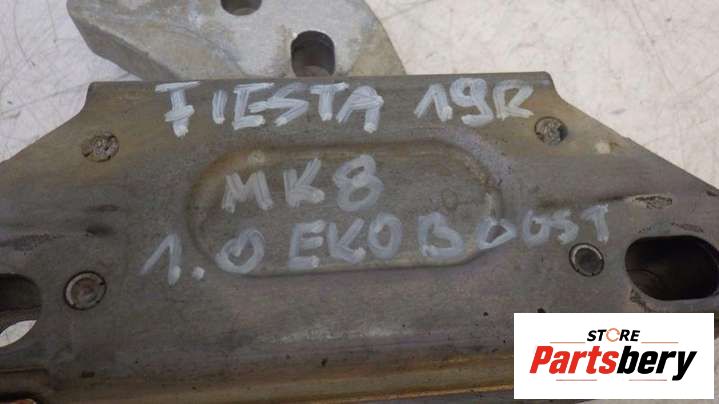 FIESTA 19R
MK8
1.0 EKOBOOST
STORE
Partsbery